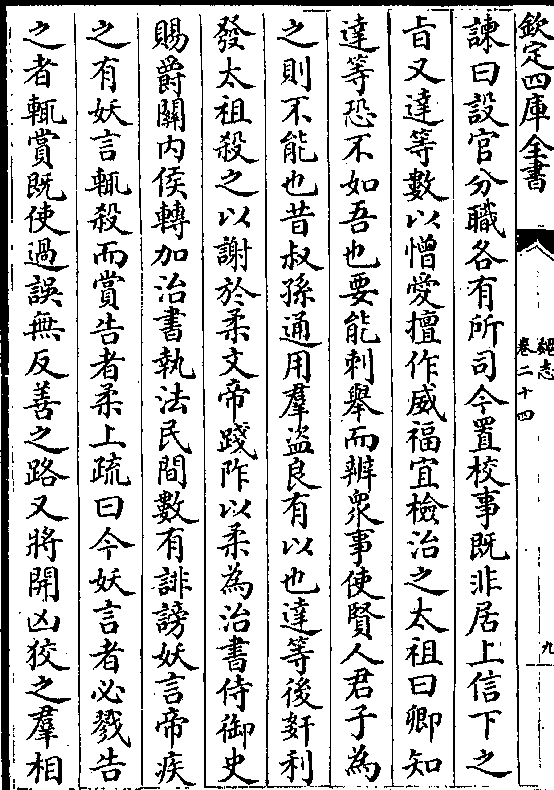 欽定四庫全書
魏志
卷二十四
九
諫曰設官分職各有所司今置校事既非居上信下之
㫖又達等數以憎愛擅作威福宜檢治之太祖曰卿知
達等恐不如吾也要能刺舉而辨衆事使賢人君子為
之則不能也昔叔孫通用羣盜良有以也達等後奸利
發太祖殺之以謝於柔文帝踐阼以柔為治書侍御史
賜爵關內侯轉加治書執法民間數有誹謗妖言帝疾
之有妖言輒殺而賞告者柔上疏曰今妖言者必戮告
之者輒賞既使過誤無反善之路又將開凶狡之羣相